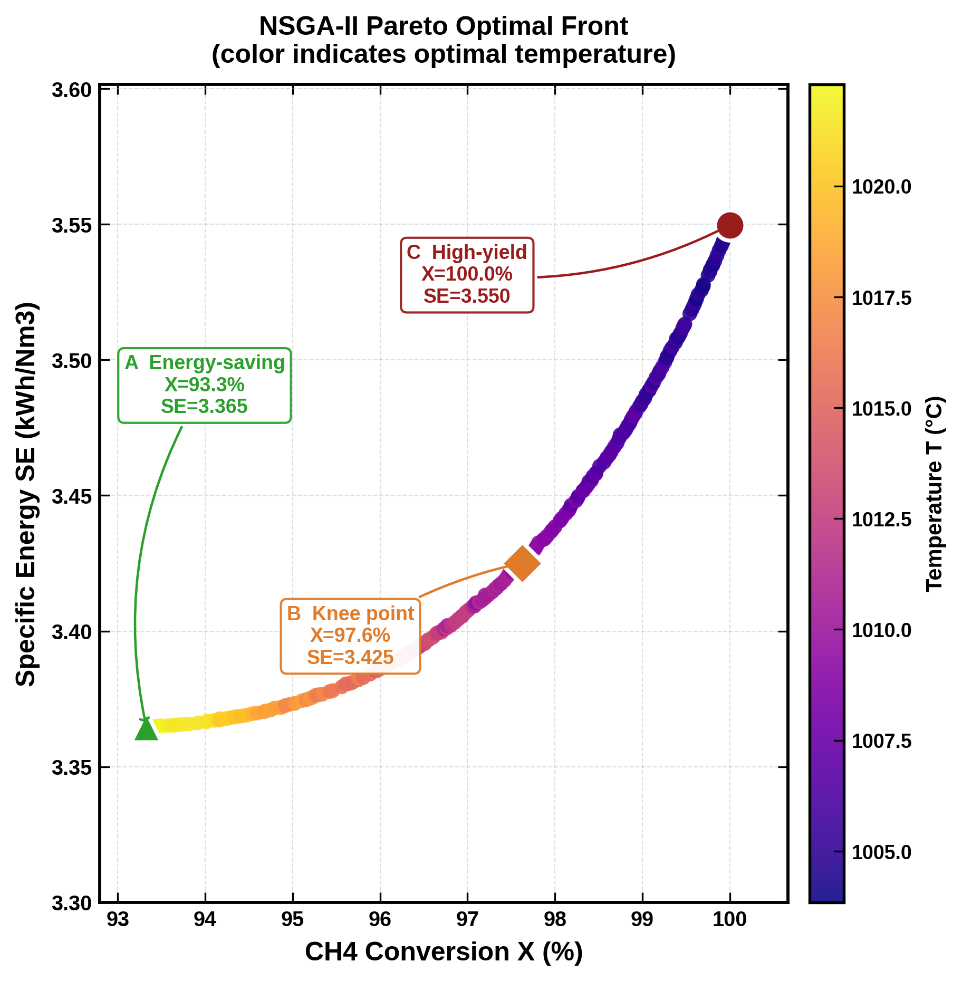 NSGA-II Pareto Optimal Front
(color indicates optimal temperature)
Specific Energy SE (kWh/Nm3)
3.60
3.55
3.50
3.45
3.40
3.35
3.30
C High-yield
X=100.0%
SE=3.550
A Energy-saving
X=93.3%
SE=3.365
B Knee point
X=97.6%
SE=3.425
93 94 95 96 97 98 99 100
CH4 Conversion X (%)
1020.0
1017.5
1015.0
1012.5
1010.0
1007.5
1005.0
Temperature T (°C)